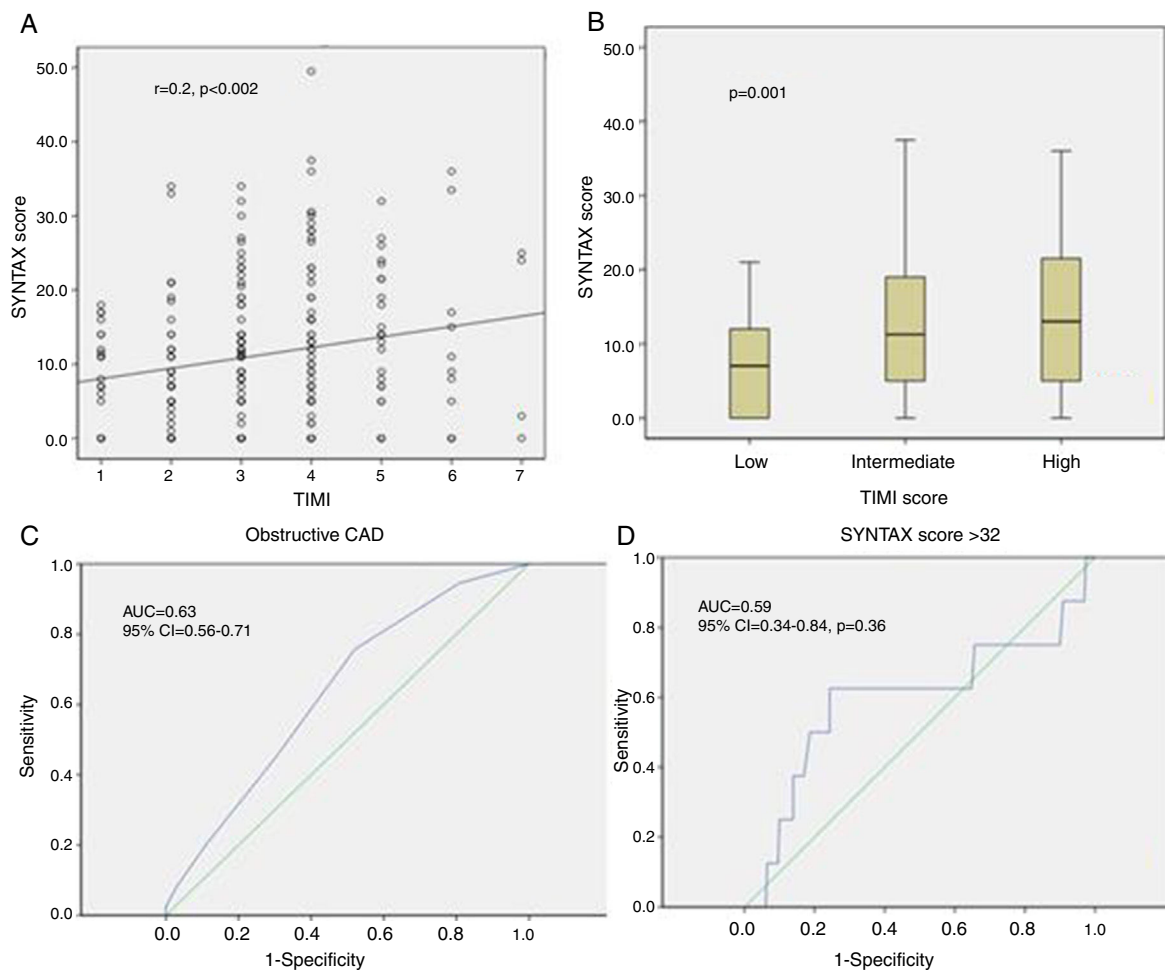 A
r=0.2, p<0.002
SYNTAX score
50.0
40.0
30.0
20.0
10.0
0.0
1 2 3 4 5 6 7
TIMI
B
p=0.001
SYNTAX score
50.0
40.0
30.0
20.0
10.0
0.0
Low Intermediate High
TIMI score
C
Obstructive CAD
AUC=0.63
95% CI=0.56-0.71
Sensitivity
1.0
0.8
0.6
0.4
0.2
0.0
0.0 0.2 0.4 0.6 0.8 1.0
1-Specificity
D
SYNTAX score >32
AUC=0.59
95% CI=0.34-0.84, p=0.36
Sensitivity
1.0
0.8
0.6
0.4
0.2
0.0
0.0 0.2 0.4 0.6 0.8 1.0
1-Specificity